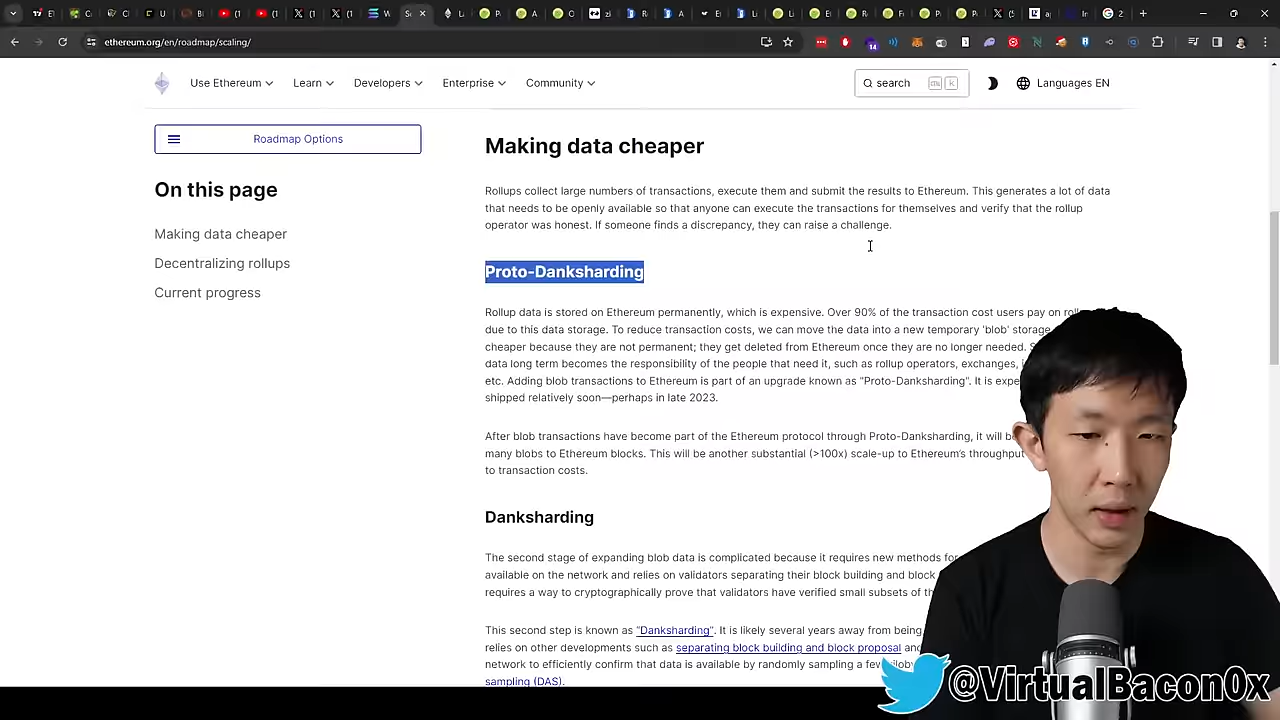 ethereum.org/en/roadmap/scaling/
Use Ethereum
Learn
Developers
Enterprise
Community
search
Languages EN
Roadmap Options
On this page
Making data cheaper
Decentralizing rollups
Current progress
Making data cheaper
Rollups collect large numbers of transactions, execute them and submit the results to Ethereum. This generates a lot of data
that needs to be openly available so that anyone can execute the transactions for themselves and verify that the rollup
operator was honest. If someone finds a discrepancy, they can raise a challenge.
Proto-Danksharding
Rollup data is stored on Ethereum permanently, which is expensive. Over 90% of the transaction cost users pay on
due to this data storage. To reduce transaction costs, we can move the data into a new temporary 'blob' storage
cheaper because they are not permanent; they get deleted from Ethereum once they are no longer needed.
data long term becomes the responsibility of the people that need it, such as rollup operators, exchanges,
etc. Adding blob transactions to Ethereum is part of an upgrade known as "Proto-Danksharding". It is
shipped relatively soon—perhaps in late 2023.
After blob transactions have become part of the Ethereum protocol through Proto-Danksharding, it will
many blobs to Ethereum blocks. This will be another substantial (>100x) scale-up to Ethereum's throughput
to transaction costs.
Danksharding
The second stage of expanding blob data is complicated because it requires new methods for
available on the network and relies on validators separating their block building and block
requires a way to cryptographically prove that validators have verified small subsets of
This second step is known as "Danksharding". It is likely several years away from being
relies on other developments such as separating block building and block proposal and
network to efficiently confirm that data is available by randomly sampling a few
sampling (DAS).
@VirtualBacon0x